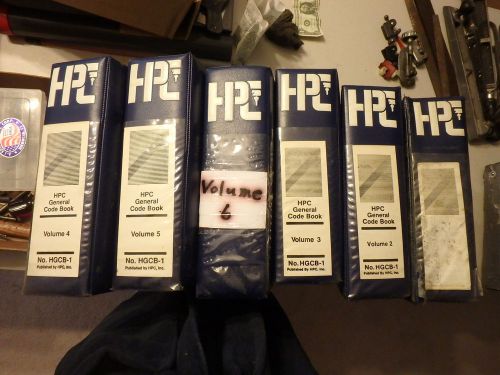 HPC
HPC
General
Code Book
Volume 4
No. HGCB-1
Published by HPC, Inc.
HPC
HPC
General
Code Book
Volume 5
No. HGCB-1
Published by HPC, Inc.
HPC
Volume
6
HPC
HPC
General
Code Book
Volume 3
No. HGCB-1
Published by HPC, Inc.
HPC
HPC
General
Code Book
Volume 2
No. HGCB-1
Published by HPC, Inc.
HPC